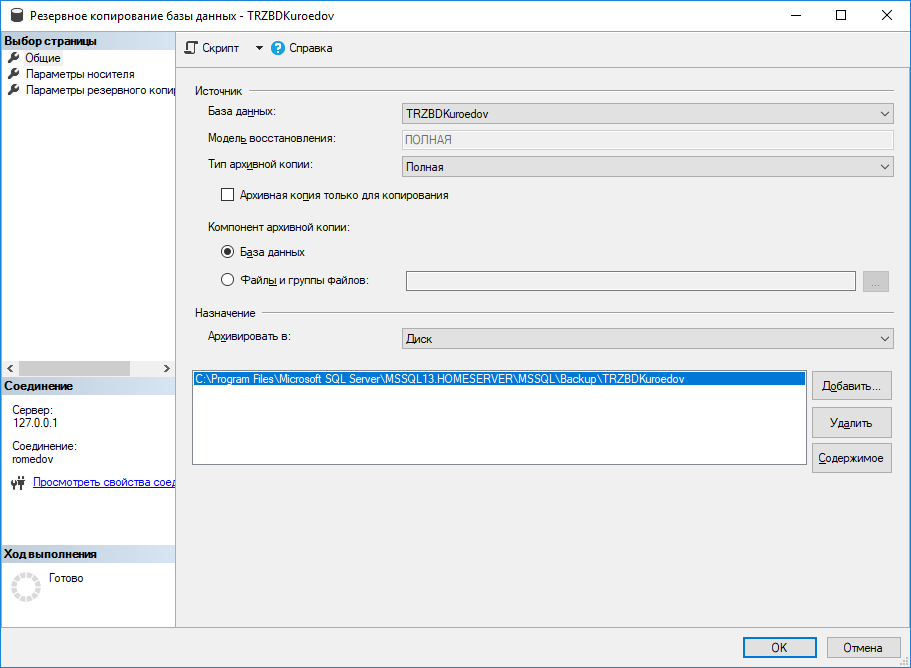 Резервное копирование базы данных - TRZBDKuroedov
Выбор страницы
Общие
Параметры носителя
Параметры резервного копир
Скрипт
Справка
Источник
База данных:
TRZBDKuroedov
Модель восстановления:
ПОЛНАЯ
Тип архивной копии:
Полная
Архивная копия только для копирования
Компонент архивной копии:
База данных
Файлы и группы файлов:
...
Назначение
Архивировать в:
Диск
C:\Program Files\Microsoft SQL Server\MSSQL13.HOMESERVER\MSSQL\Backup\TRZBDKuroedov
Добавить...
Удалить
Содержимое
Соединение
Сервер:
127.0.0.1
Соединение:
romedov
Просмотреть свойства соед
Ход выполнения
Готово
OK
Отмена